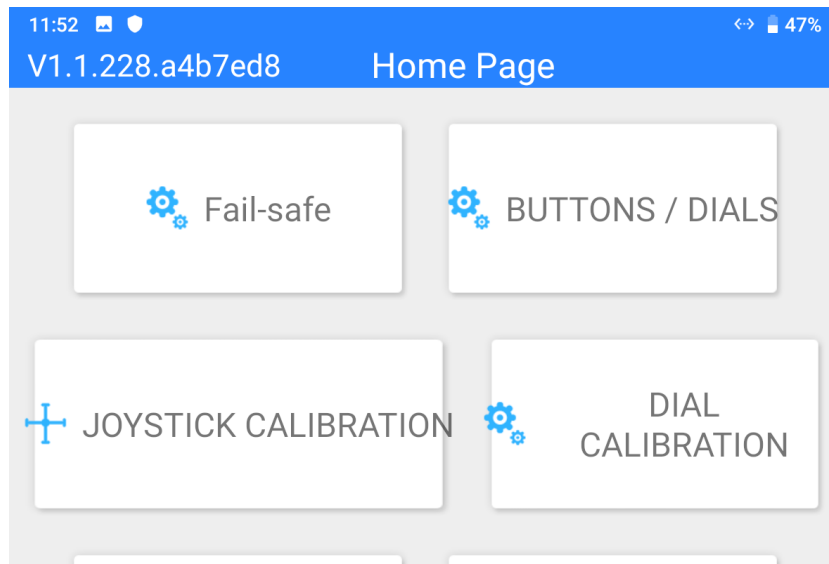 11:52 47%
V1.1.228.a4b7ed8 Home Page
Fail-safe
BUTTONS / DIALS
JOYSTICK CALIBRATION
DIAL
CALIBRATION